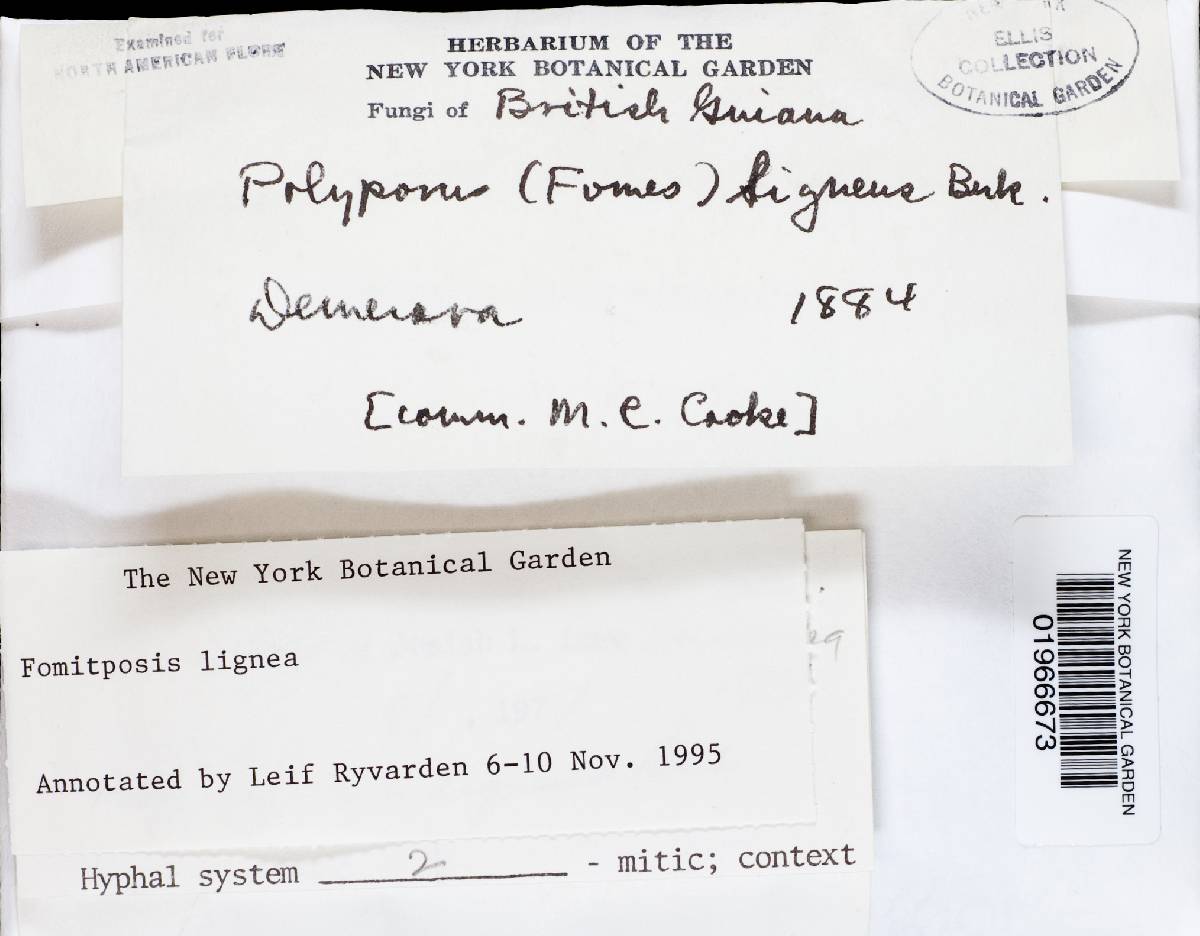 Examined for
NORTH AMERICAN FLORA
HERBARIUM OF THE
NEW YORK BOTANICAL GARDEN
Fungi of British Guiana
NEW YORK
ELLIS
COLLECTION
BOTANICAL GARDEN
Polyporus (Fomes) ligneus Berk.
Demerara 1884
[comm. M. C. Cooke]
The New York Botanical Garden
Fomitposis lignea
Annotated by Leif Ryvarden 6-10 Nov. 1995
Hyphal system 2 - mitic; context
NEW YORK BOTANICAL GARDEN
01966673